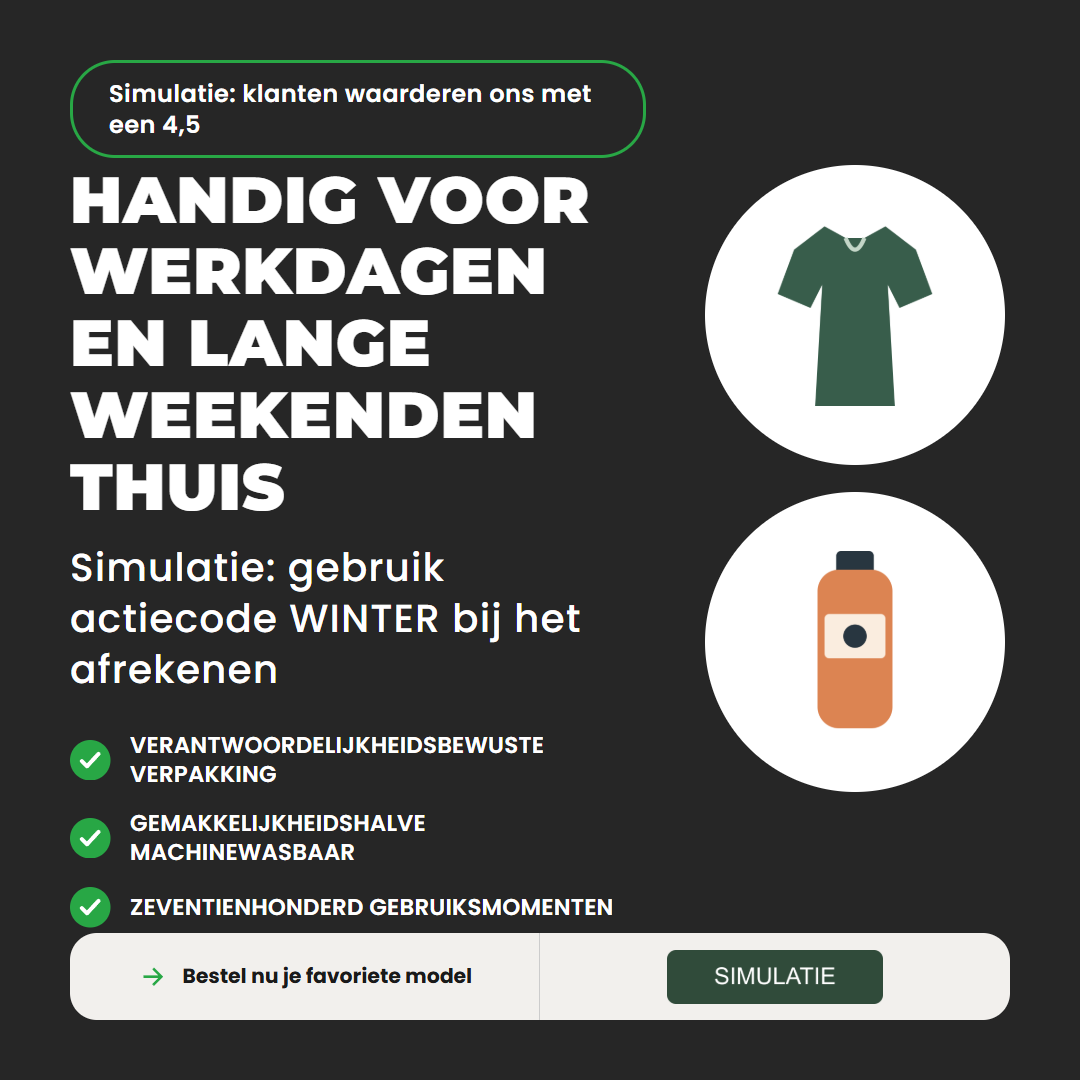 Simulatie: klanten waarderen ons met
een 4,5
HANDIG VOOR
WERKDAGEN
EN LANGE
WEEKENDEN
THUIS
Simulatie: gebruik
actiecode WINTER bij het
afrekenen
VERANTWOORDELIJKHEIDSBEWUSTE
VERPAKKING
GEMAKKELIJKHEIDSHALVE
MACHINEWASBAAR
ZEVENTIENHONDERD GEBRUIKSMOMENTEN
Bestel nu je favoriete model
SIMULATIE